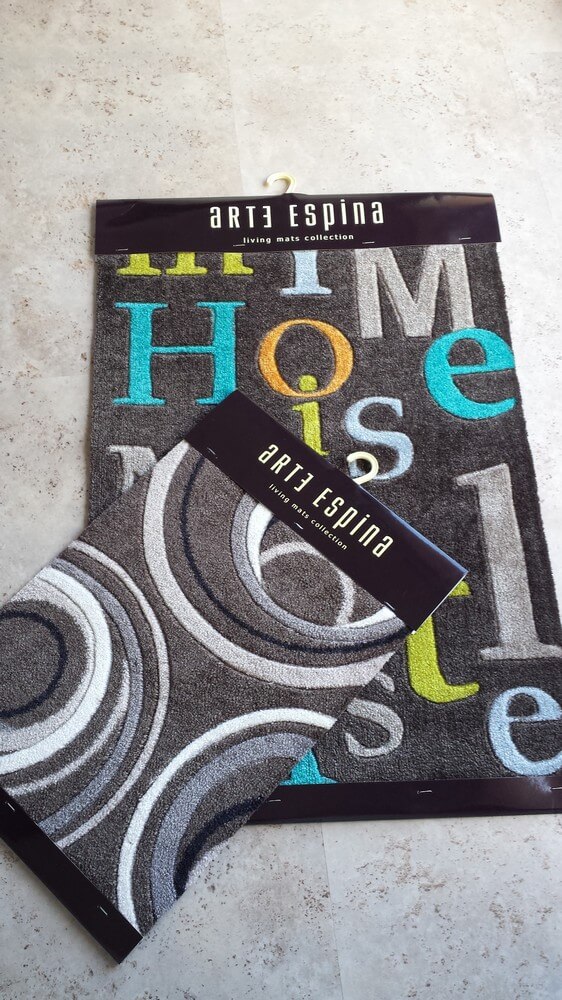 ARTE ESPINA
living mats collection
m i M
H o e
i s
l
ARTE ESPINA
living mats collection
t
s e